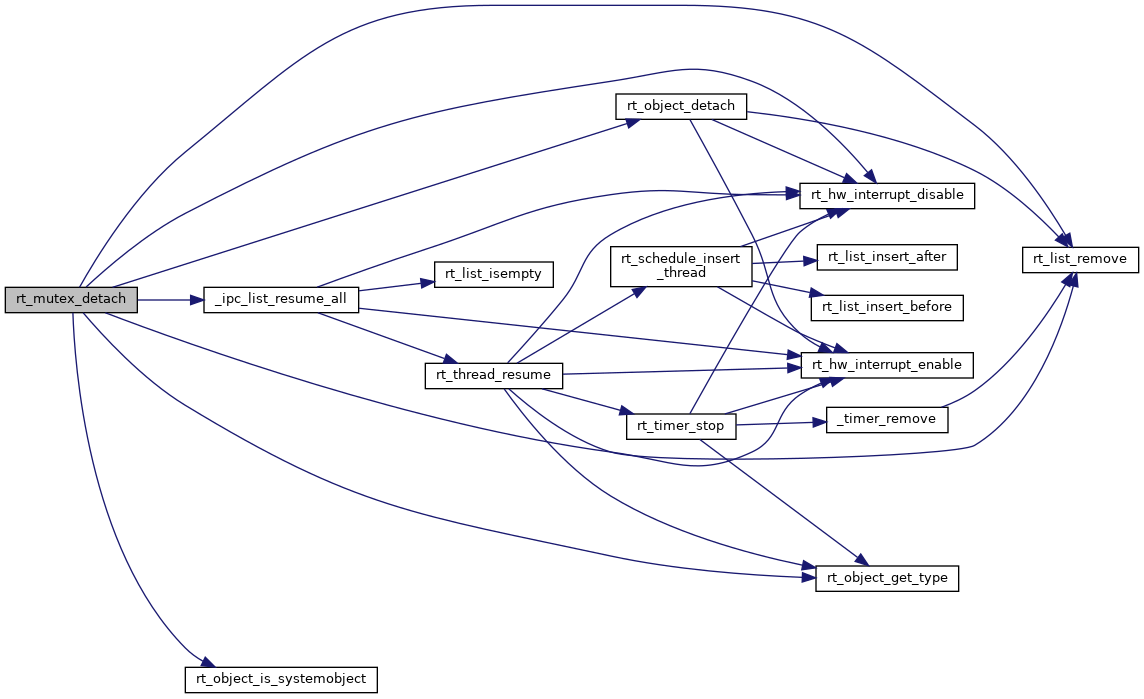 rt_object_detach
rt_hw_interrupt_disable
rt_schedule_insert
_thread
rt_list_insert_after
rt_list_remove
rt_list_isempty
rt_mutex_detach
_ipc_list_resume_all
rt_list_insert_before
rt_hw_interrupt_enable
rt_thread_resume
_timer_remove
rt_timer_stop
rt_object_get_type
rt_object_is_systemobject